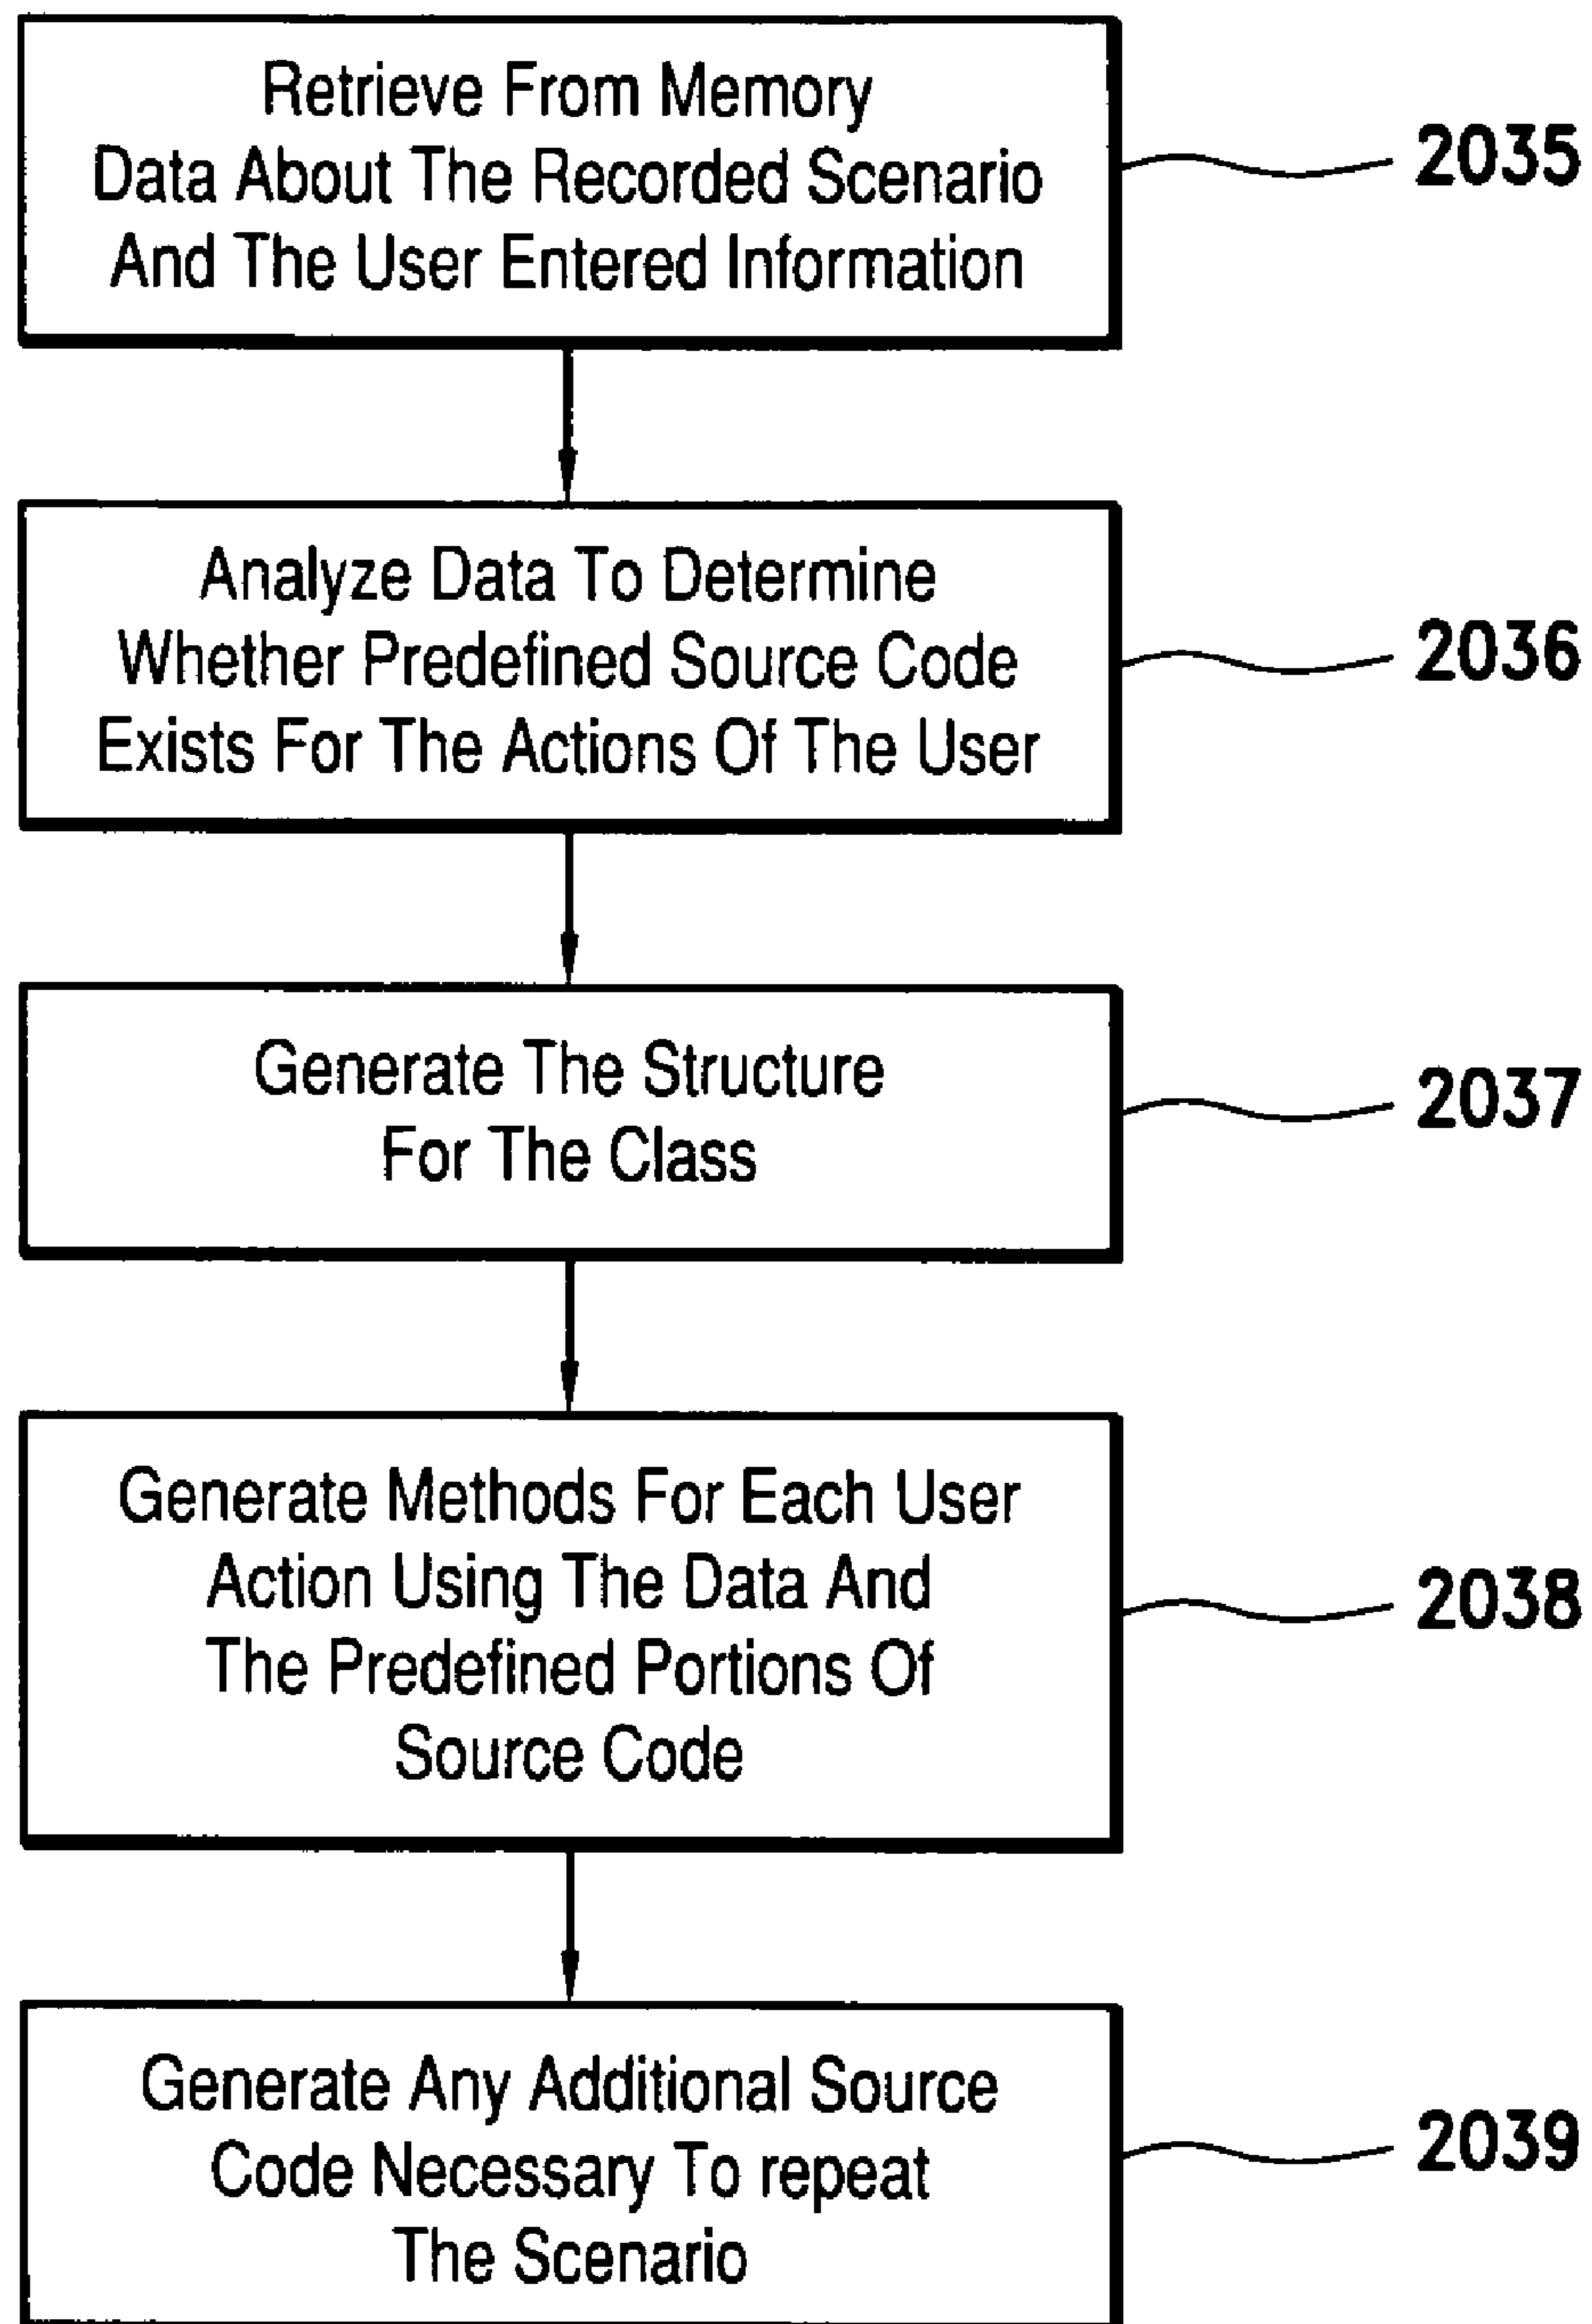 Retrieve From Memory
Data About The Recorded Scenario
And The User Entered Information
2035
Analyze Data To Determine
Whether Predefined Source Code
Exists For The Actions Of The User
2036
Generate The Structure
For The Class
2037
Generate Methods For Each User
Action Using The Data And
The Predefined Portions Of
Source Code
2038
Generate Any Additional Source
Code Necessary To repeat
The Scenario
2039